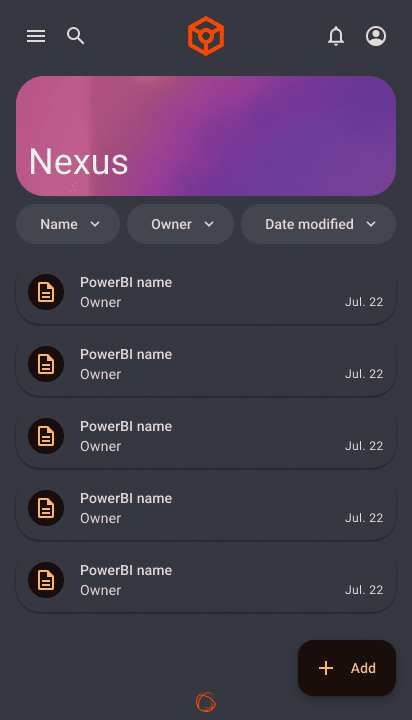 Nexus
Name
Owner
Date modified
PowerBI name
Owner
Jul. 22
PowerBI name
Owner
Jul. 22
PowerBI name
Owner
Jul. 22
PowerBI name
Owner
Jul. 22
PowerBI name
Owner
Jul. 22
Add